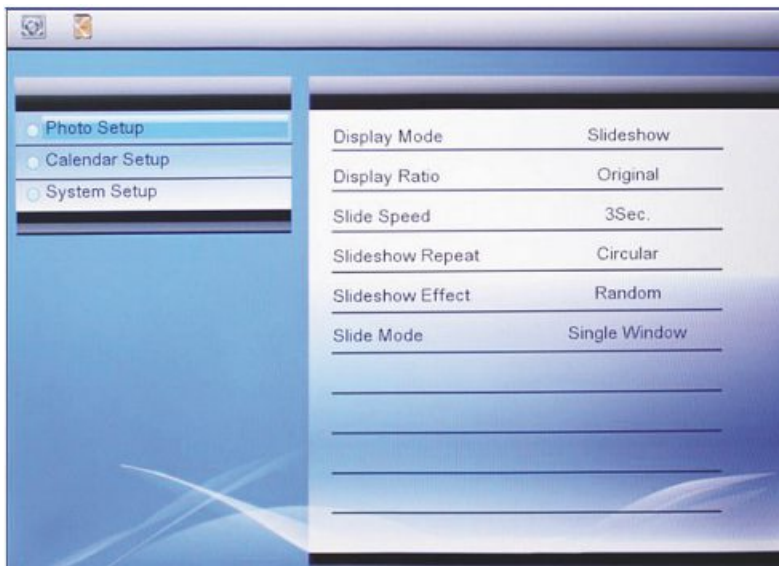 Photo Setup
Calendar Setup
System Setup
Display Mode Slideshow
Display Ratio Original
Slide Speed 3Sec.
Slideshow Repeat Circular
Slideshow Effect Random
Slide Mode Single Window